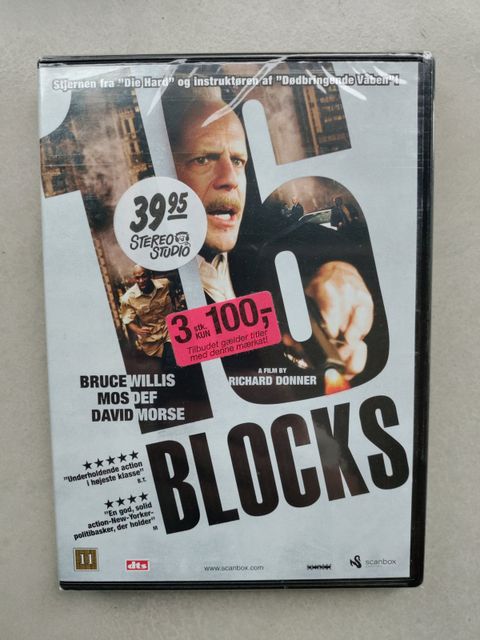 Stjernen fra "Die Hard" og instruktøren af "Dødbringende Våben"!
16
39.95
STEREO
STUDIO
3 stk. KUN 100,-
Tilbudet gælder titler
med denne mærkat!
BRUCE WILLIS
MOS DEF
DAVID MORSE
A FILM BY
RICHARD DONNER
BLOCKS
★★★★★
"Underholdende action
i højeste klasse"
B.T.
★★★★
"En god, solid
action-New Yorker-
politibasker, der holder"
M
11
dts
www.scanbox.com
scanbox